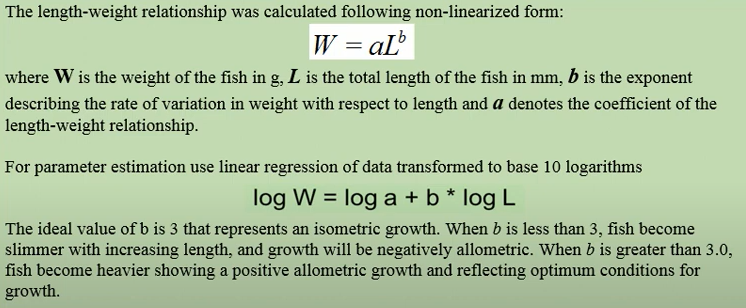 The length-weight relationship was calculated following non-linearized form:
W = aLᵇ
where W is the weight of the fish in g, L is the total length of the fish in mm, b is the exponent
describing the rate of variation in weight with respect to length and a denotes the coefficient of the
length-weight relationship.
For parameter estimation use linear regression of data transformed to base 10 logarithms
log W = log a + b * log L
The ideal value of b is 3 that represents an isometric growth. When b is less than 3, fish become
slimmer with increasing length, and growth will be negatively allometric. When b is greater than 3.0,
fish become heavier showing a positive allometric growth and reflecting optimum conditions for
growth.